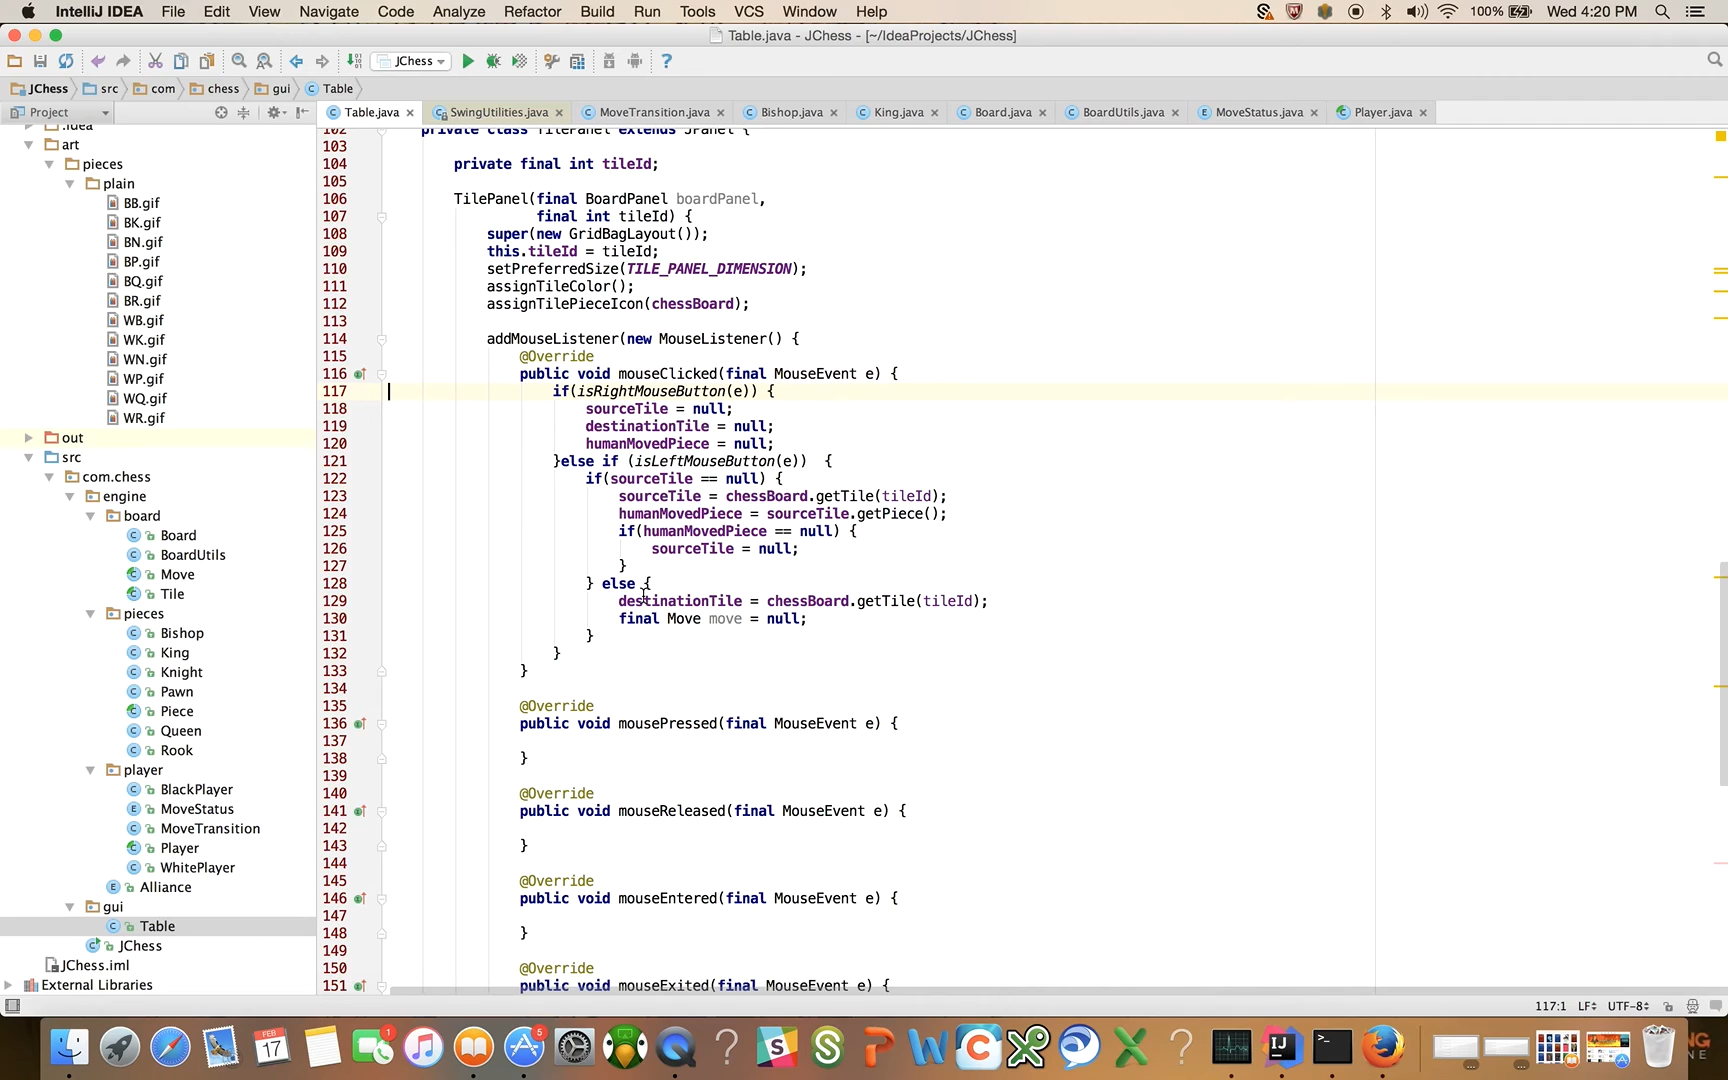 IntelliJ IDEA File Edit View Navigate Code Analyze Refactor Build Run Tools VCS Window Help 100% Wed 4:20 PM
Table.java - JChess - [~/IdeaProjects/JChess]
JChess
JChess src com chess gui Table
Project
Table.java SwingUtilities.java MoveTransition.java Bishop.java King.java Board.java BoardUtils.java MoveStatus.java Player.java
.idea
art
pieces
plain
BB.gif
BK.gif
BN.gif
BP.gif
BQ.gif
BR.gif
WB.gif
WK.gif
WN.gif
WP.gif
WQ.gif
WR.gif
out
src
com.chess
engine
board
Board
BoardUtils
Move
Tile
pieces
Bishop
King
Knight
Pawn
Piece
Queen
Rook
player
BlackPlayer
MoveStatus
MoveTransition
Player
WhitePlayer
Alliance
gui
Table
JChess
JChess.iml
External Libraries
102 private class TilePanel extends JPanel {
103
104 private final int tileId;
105
106 TilePanel(final BoardPanel boardPanel,
107 final int tileId) {
108 super(new GridBagLayout());
109 this.tileId = tileId;
110 setPreferredSize(TILE_PANEL_DIMENSION);
111 assignTileColor();
112 assignTilePieceIcon(chessBoard);
113
114 addMouseListener(new MouseListener() {
115 @Override
116 public void mouseClicked(final MouseEvent e) {
117 if(isRightMouseButton(e)) {
118 sourceTile = null;
119 destinationTile = null;
120 humanMovedPiece = null;
121 }else if (isLeftMouseButton(e)) {
122 if(sourceTile == null) {
123 sourceTile = chessBoard.getTile(tileId);
124 humanMovedPiece = sourceTile.getPiece();
125 if(humanMovedPiece == null) {
126 sourceTile = null;
127 }
128 } else {
129 destinationTile = chessBoard.getTile(tileId);
130 final Move move = null;
131 }
132 }
133 }
134
135 @Override
136 public void mousePressed(final MouseEvent e) {
137
138 }
139
140 @Override
141 public void mouseReleased(final MouseEvent e) {
142
143 }
144
145 @Override
146 public void mouseEntered(final MouseEvent e) {
147
148 }
149
150 @Override
151 public void mouseExited(final MouseEvent e) {
117:1 LF UTF-8
FEB 17 1 5